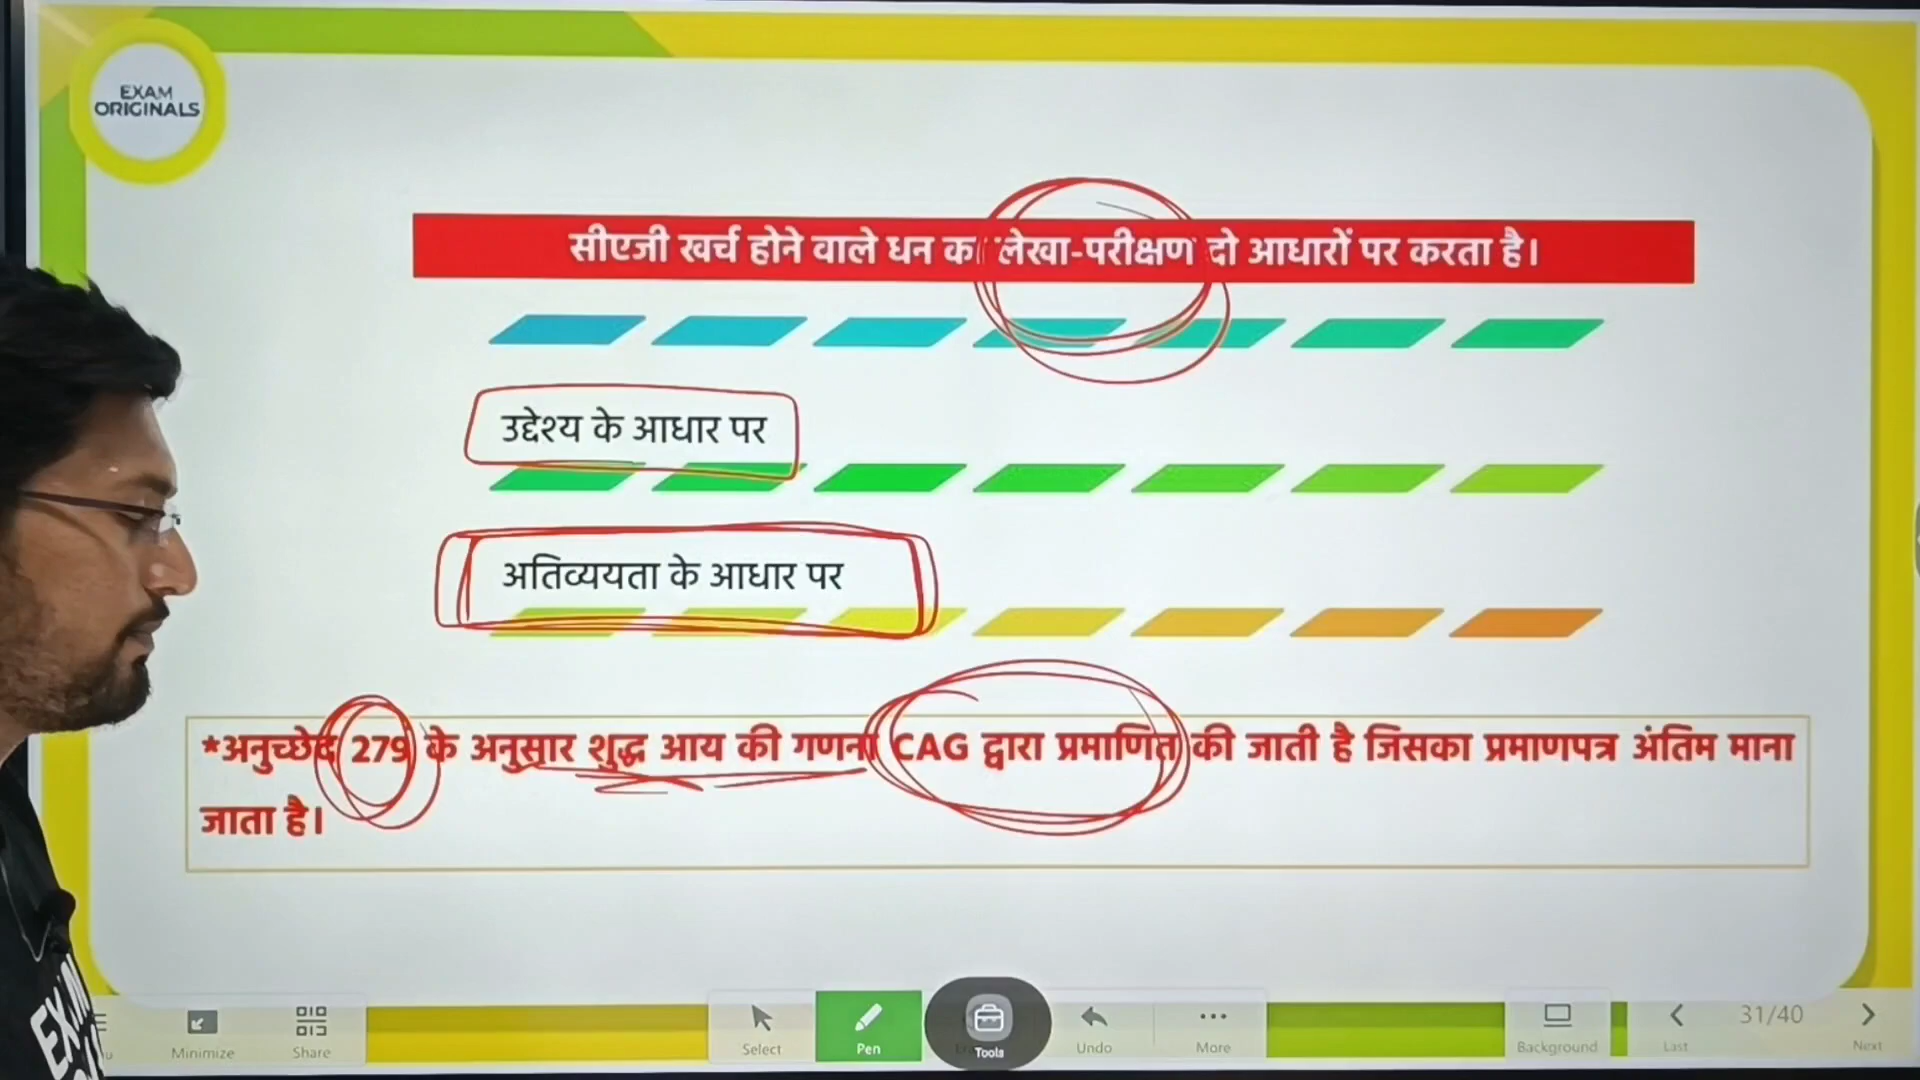 EXAM
ORIGINALS
सीएजी खर्च होने वाले धन का लेखा-परीक्षण दो आधारों पर करता है।
उद्देश्य के आधार पर
अतिव्ययता के आधार पर
*अनुच्छेद 279 के अनुसार शुद्ध आय की गणना CAG द्वारा प्रमाणित की जाती है जिसका प्रमाणपत्र अंतिम माना
जाता है।
EXAM
Minimize
Share
Select
Pen
Tools
Undo
More
Background
Last
31/40
Next